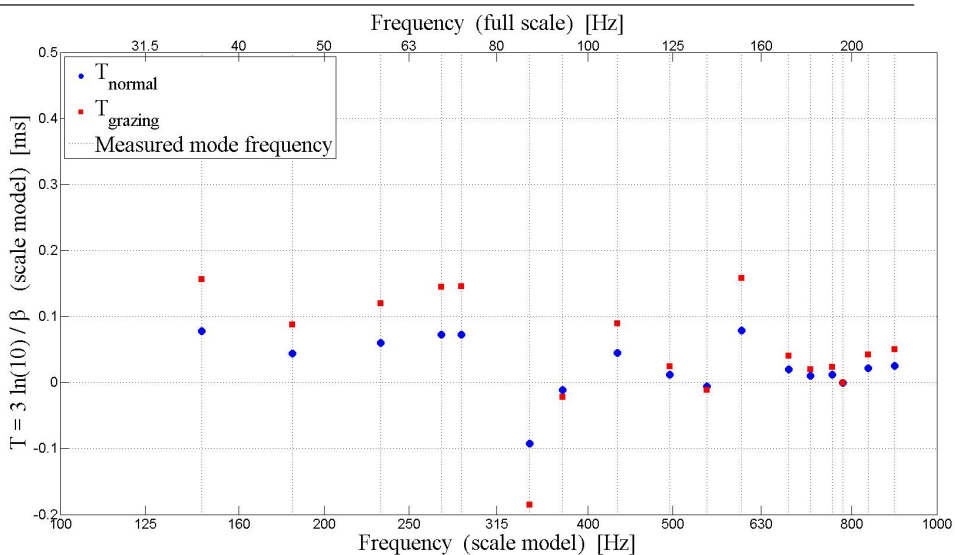 Frequency (full scale) [Hz]
31.5 40 50 63 80 100 125 160 200
0.5
0.4
0.3
0.2
0.1
0
-0.1
-0.2
T = 3 ln(10) / β (scale model) [ms]
T normal
T grazing
Measured mode frequency
100 125 160 200 250 315 400 500 630 800 1000
Frequency (scale model) [Hz]